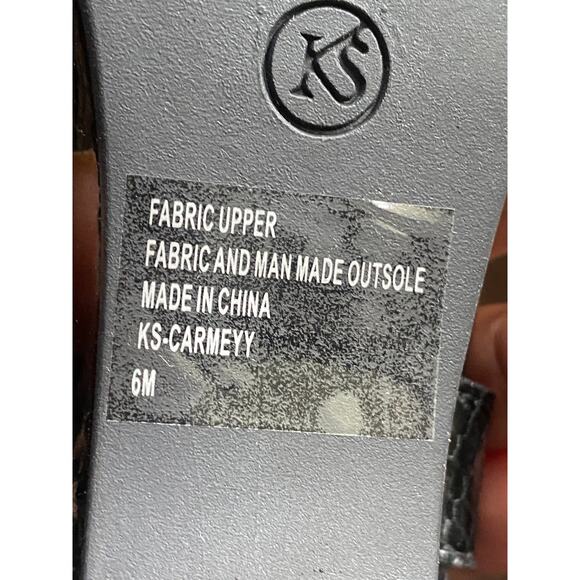 KS
FABRIC UPPER
FABRIC AND MAN MADE OUTSOLE
MADE IN CHINA
KS-CARMEYY
6M